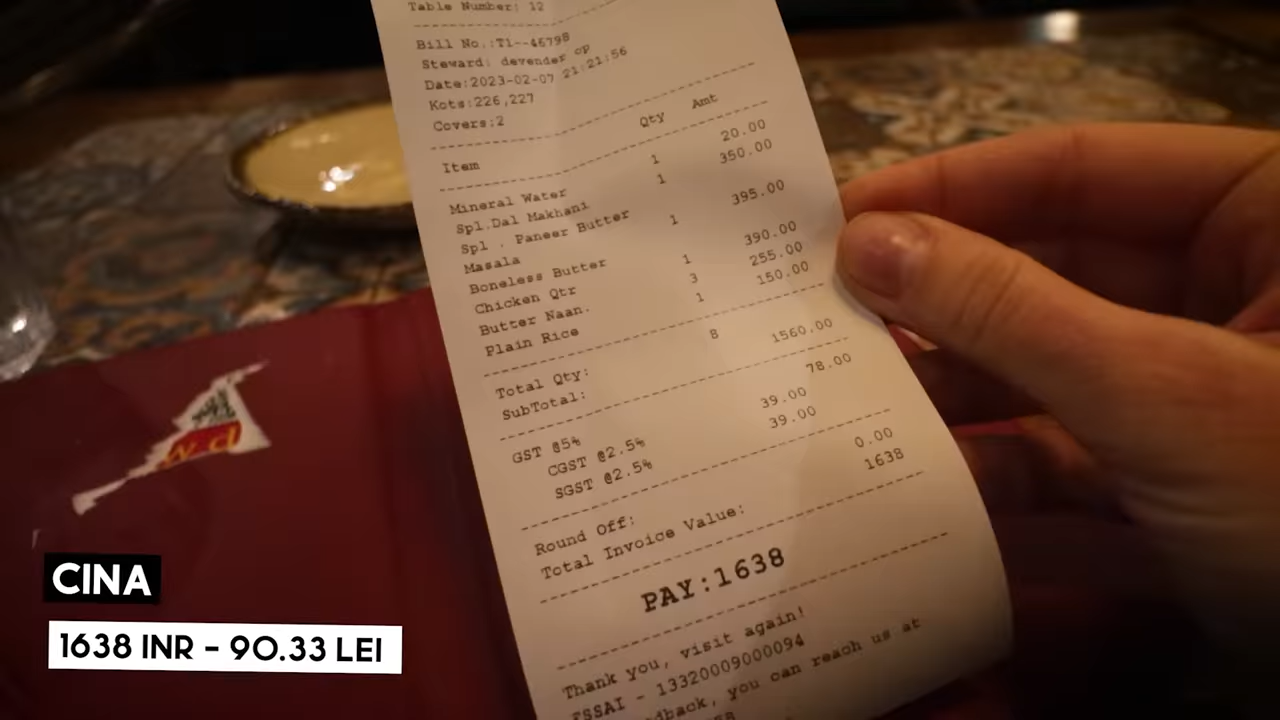 Table Number: 12
Bill No.:T1--46798
Steward: devender op
Date:2023-02-07 21:21:56
Kots:226,227
Covers:2
Item Qty Amt
Mineral Water 1 20.00
Spl.Dal Makhani 1 350.00
Spl . Paneer Butter 1 395.00
Masala
Boneless Butter 1 390.00
Chicken Qtr
Butter Naan. 3 255.00
Plain Rice 1 150.00
Total Qty: 8
SubTotal: 1560.00
GST @5% 78.00
CGST @2.5% 39.00
SGST @2.5% 39.00
Round Off: 0.00
Total Invoice Value: 1638
PAY:1638
Thank you, visit again!
FSSAI - 13320009000094
you can reach us at
CINA
1638 INR - 90.33 LEI